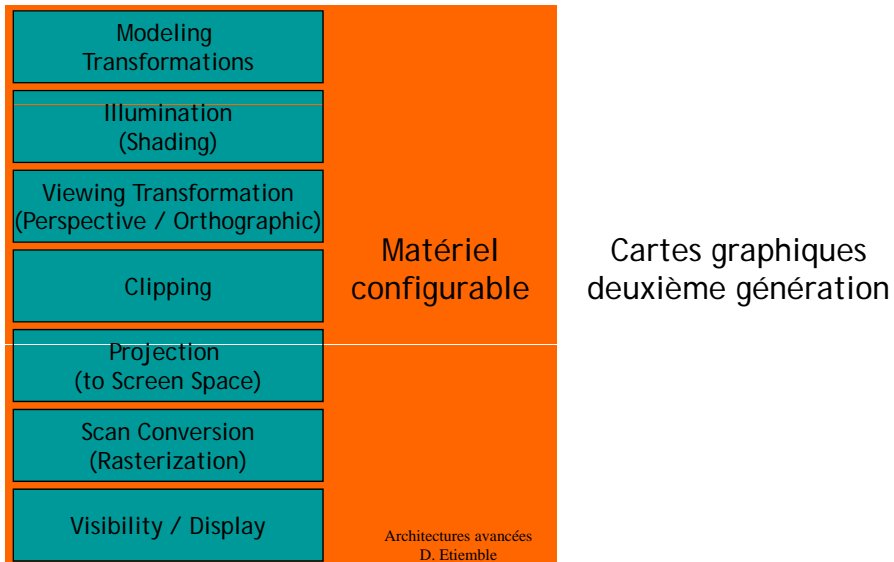 Modeling
Transformations
Illumination
(Shading)
Viewing Transformation
(Perspective / Orthographic)
Clipping
Projection
(to Screen Space)
Scan Conversion
(Rasterization)
Visibility / Display
Matériel
configurable
Cartes graphiques
deuxième génération
Architectures avancées
D. Etiemble